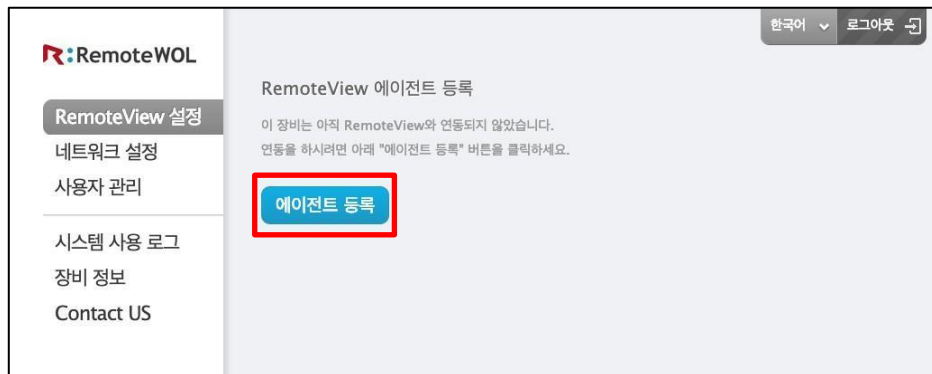 한국어
로그아웃
RemoteWOL
RemoteView 설정
네트워크 설정
사용자 관리
시스템 사용 로그
장비 정보
Contact US
RemoteView 에이전트 등록
이 장비는 아직 RemoteView와 연동되지 않았습니다.
연동을 하시려면 아래 "에이전트 등록" 버튼을 클릭하세요.
에이전트 등록